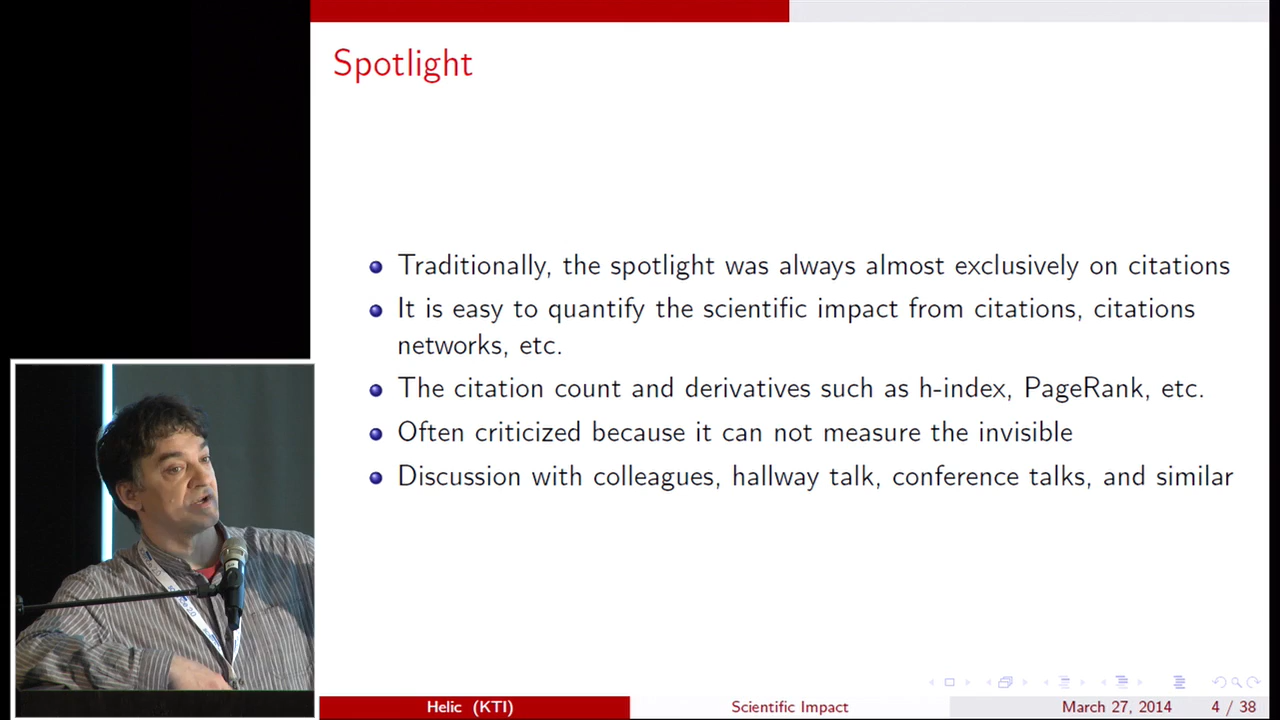 Spotlight
Traditionally, the spotlight was always almost exclusively on citations
It is easy to quantify the scientific impact from citations, citations
networks, etc.
The citation count and derivatives such as h-index, PageRank, etc.
Often criticized because it can not measure the invisible
Discussion with colleagues, hallway talk, conference talks, and similar
Helic (KTI)
Scientific Impact
March 27, 2014
4 / 38